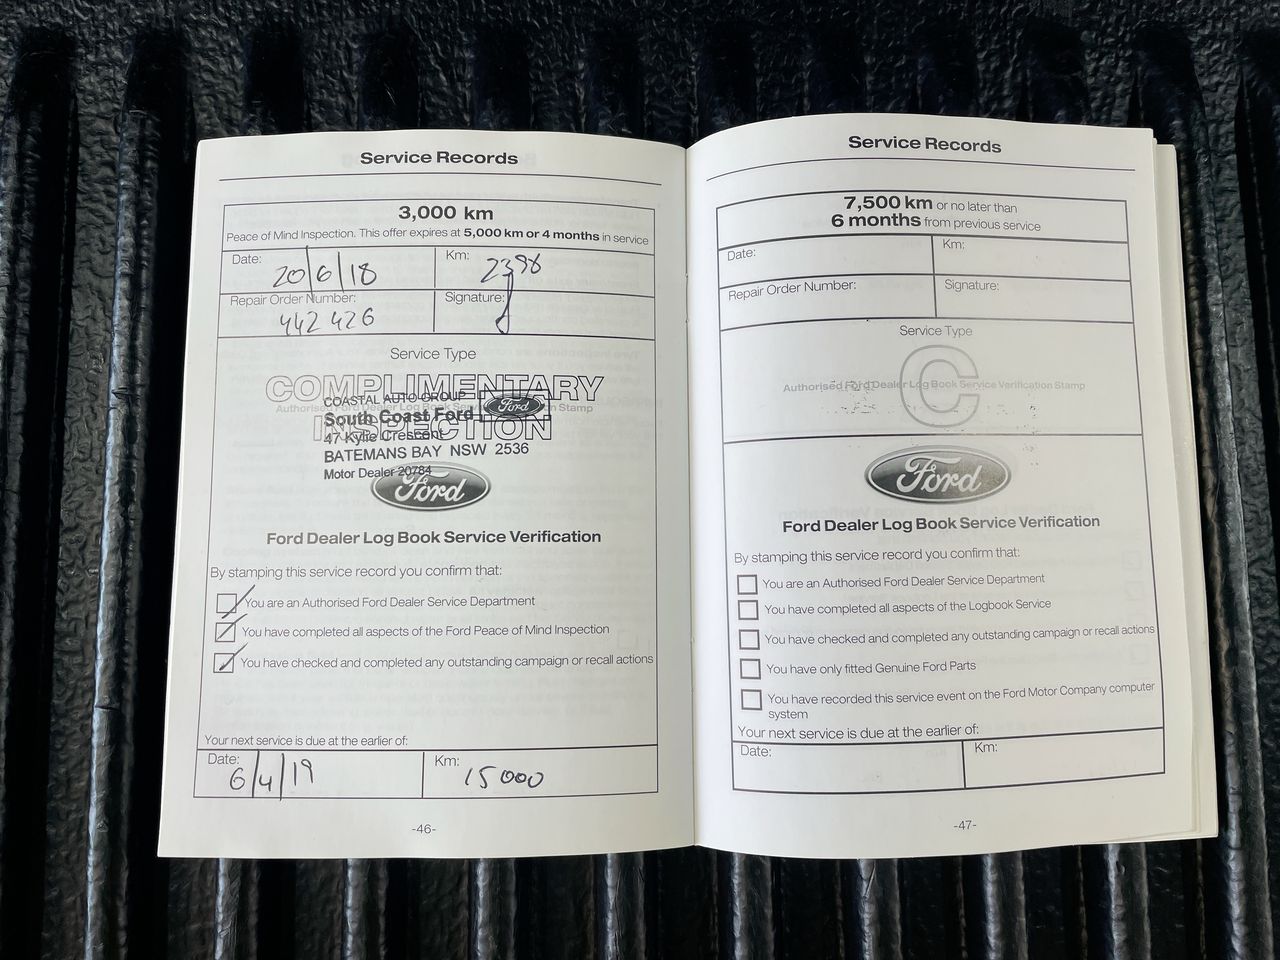 Service Records
3,000 km
Peace of Mind Inspection. This offer expires at 5,000 km or 4 months in service
Date: 20/6/18
Km: 2398
Repair Order Number: 442 426
Signature:
Service Type
COMPLIMENTARY
INSPECTION
Authorised Ford Dealer Log Book Stamp
COASTAL AUTO GROUP
South Coast Ford
Ford
47 Kylie Crescent
BATEMANS BAY NSW 2536
Motor Dealer 20784
Ford
Ford Dealer Log Book Service Verification
By stamping this service record you confirm that:
You are an Authorised Ford Dealer Service Department
You have completed all aspects of the Ford Peace of Mind Inspection
You have checked and completed any outstanding campaign or recall actions
Your next service is due at the earlier of:
Date: 6/4/19
Km: 15000
-46-
Service Records
7,500 km or no later than
6 months from previous service
Date:
Km:
Repair Order Number:
Signature:
Service Type
C
Authorised Ford Dealer Log Book Service Verification Stamp
Ford
Ford Dealer Log Book Service Verification
By stamping this service record you confirm that:
You are an Authorised Ford Dealer Service Department
You have completed all aspects of the Logbook Service
You have checked and completed any outstanding campaign or recall actions
You have only fitted Genuine Ford Parts
You have recorded this service event on the Ford Motor Company computer
system
Your next service is due at the earlier of:
Date:
Km:
-47-